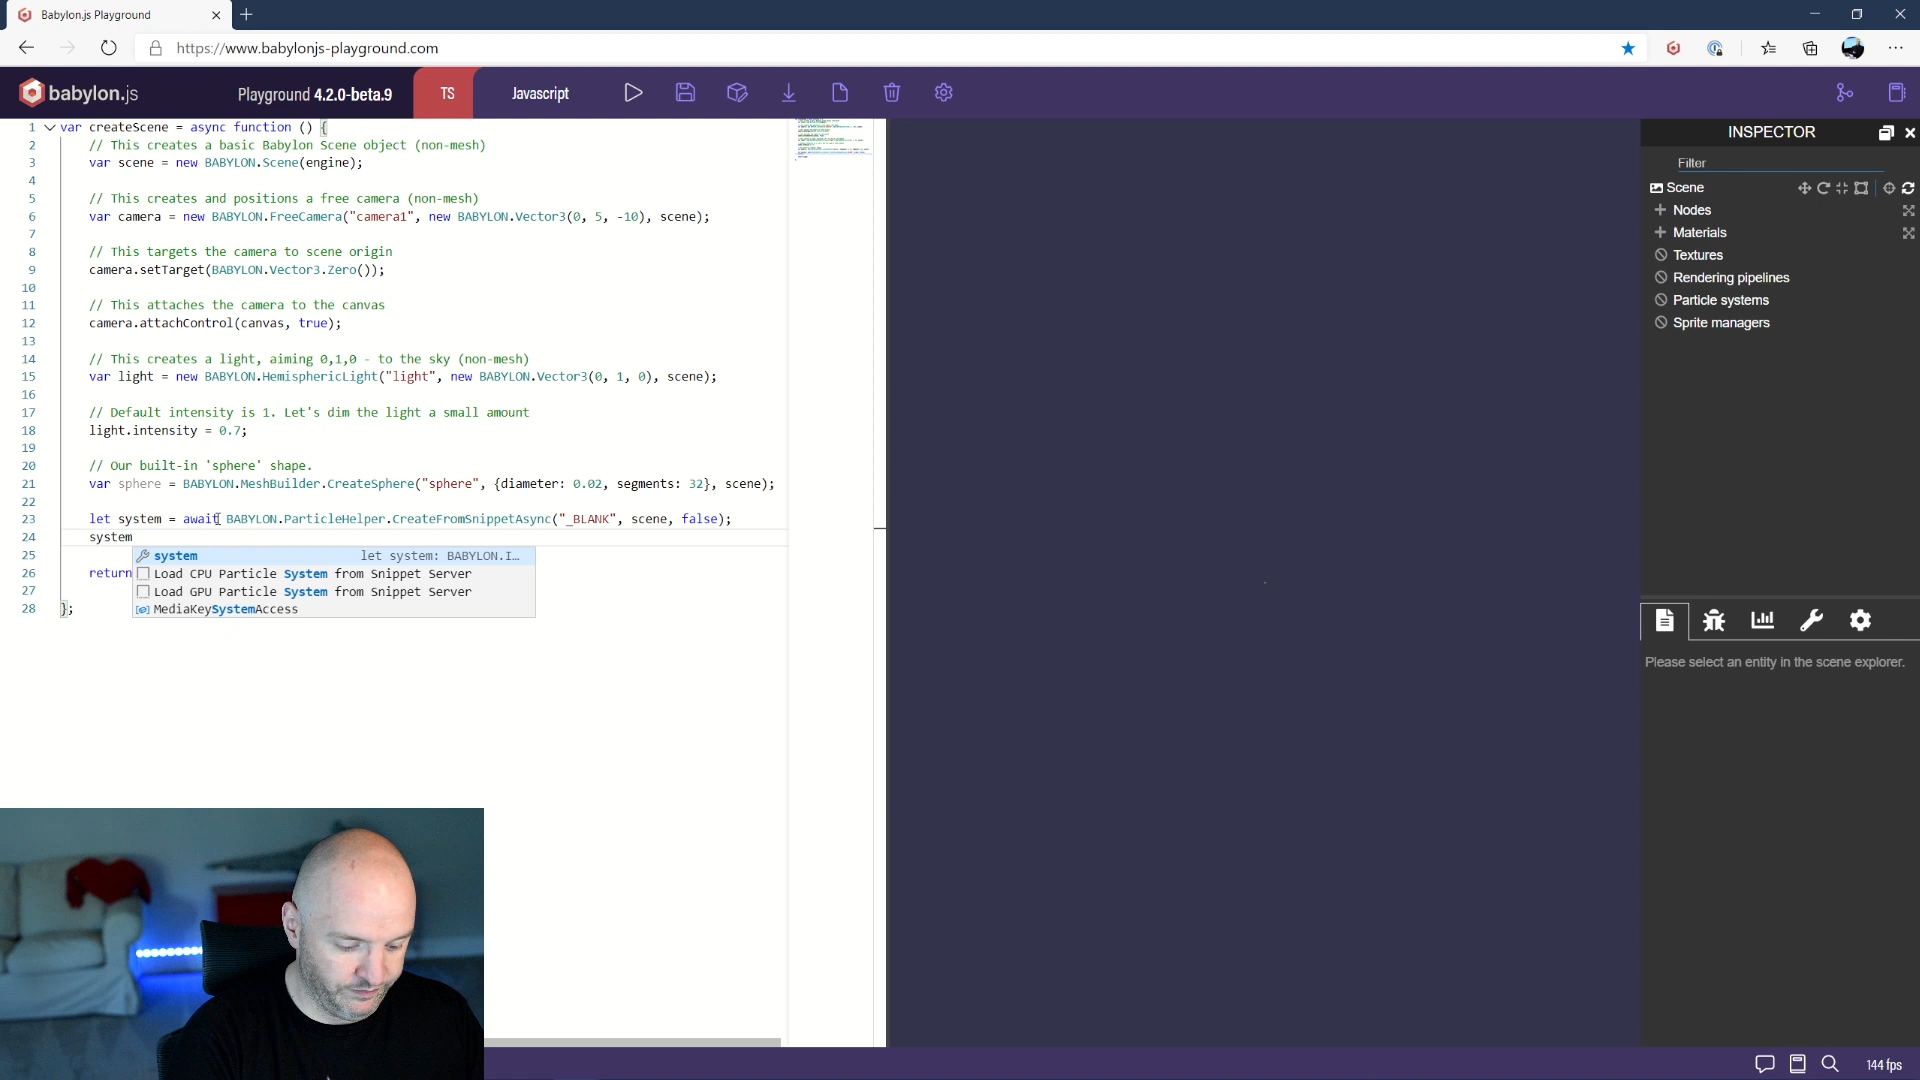 Babylon.js Playground
https://www.babylonjs-playground.com
babylon.js
Playground 4.2.0-beta.9
TS
Javascript
1 var createScene = async function () {
2 // This creates a basic Babylon Scene object (non-mesh)
3 var scene = new BABYLON.Scene(engine);
4
5 // This creates and positions a free camera (non-mesh)
6 var camera = new BABYLON.FreeCamera("camera1", new BABYLON.Vector3(0, 5, -10), scene);
7
8 // This targets the camera to scene origin
9 camera.setTarget(BABYLON.Vector3.Zero());
10
11 // This attaches the camera to the canvas
12 camera.attachControl(canvas, true);
13
14 // This creates a light, aiming 0,1,0 - to the sky (non-mesh)
15 var light = new BABYLON.HemisphericLight("light", new BABYLON.Vector3(0, 1, 0), scene);
16
17 // Default intensity is 1. Let's dim the light a small amount
18 light.intensity = 0.7;
19
20 // Our built-in 'sphere' shape.
21 var sphere = BABYLON.MeshBuilder.CreateSphere("sphere", {diameter: 0.02, segments: 32}, scene);
22
23 let system = await BABYLON.ParticleHelper.CreateFromSnippetAsync("_BLANK", scene, false);
24 system
25
26 return
27
28 };
system let system: BABYLON.I...
Load CPU Particle System from Snippet Server
Load GPU Particle System from Snippet Server
MediaKeySystemAccess
INSPECTOR
Filter
Scene
Nodes
Materials
Textures
Rendering pipelines
Particle systems
Sprite managers
Please select an entity in the scene explorer.
144 fps